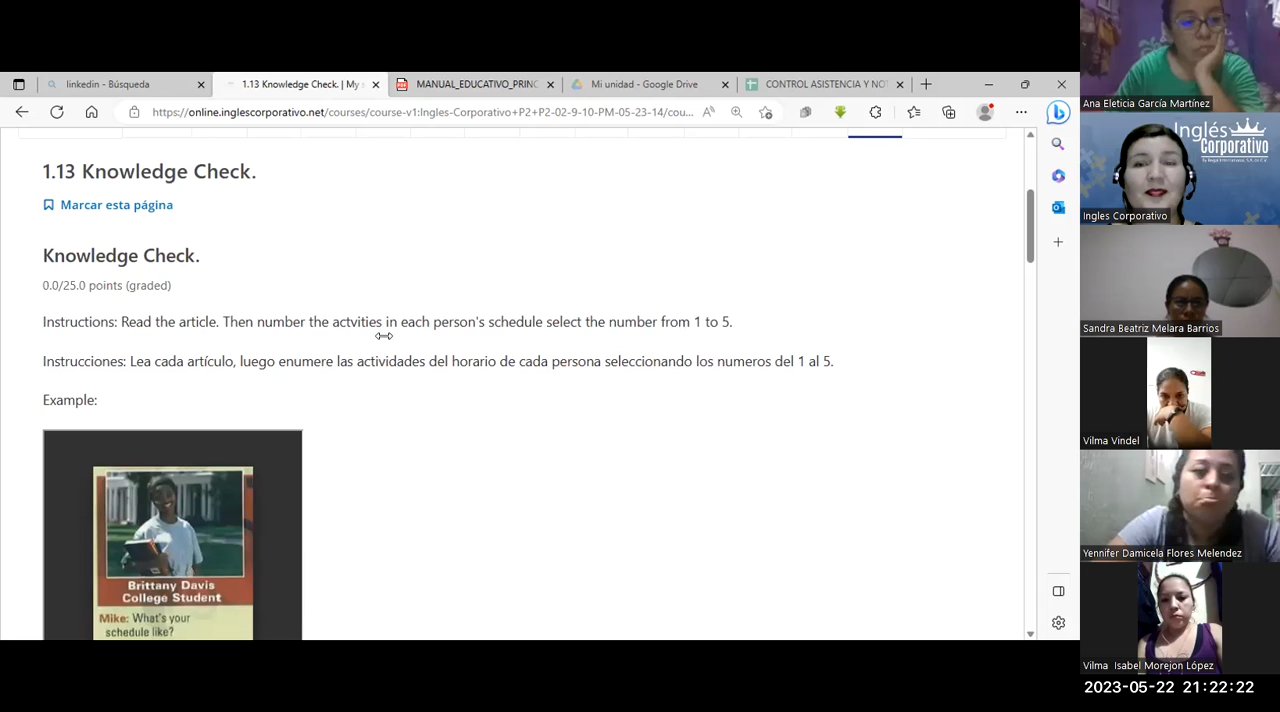 linkedin - Búsqueda
1.13 Knowledge Check. | My s
MANUAL_EDUCATIVO_PRINC
Mi unidad - Google Drive
CONTROL ASISTENCIA Y NOT
https://online.inglescorporativo.net/courses/course-v1:Ingles-Corporativo+P2+P2-02-9-10-PM-05-23-14/cou...
1.13 Knowledge Check.
Marcar esta página
Knowledge Check.
0.0/25.0 points (graded)
Instructions: Read the article. Then number the actvities in each person's schedule select the number from 1 to 5.
Instrucciones: Lea cada artículo, luego enumere las actividades del horario de cada persona seleccionando los numeros del 1 al 5.
Example:
Brittany Davis
College Student
Mike: What's your
schedule like?
Ana Eleticia García Martínez
Inglés
Corporativo
Ingles Corporativo
Sandra Beatriz Melara Barrios
Vilma Vindel
Yennifer Damicela Flores Melendez
Vilma Isabel Morejon López
2023-05-22 21:22:22